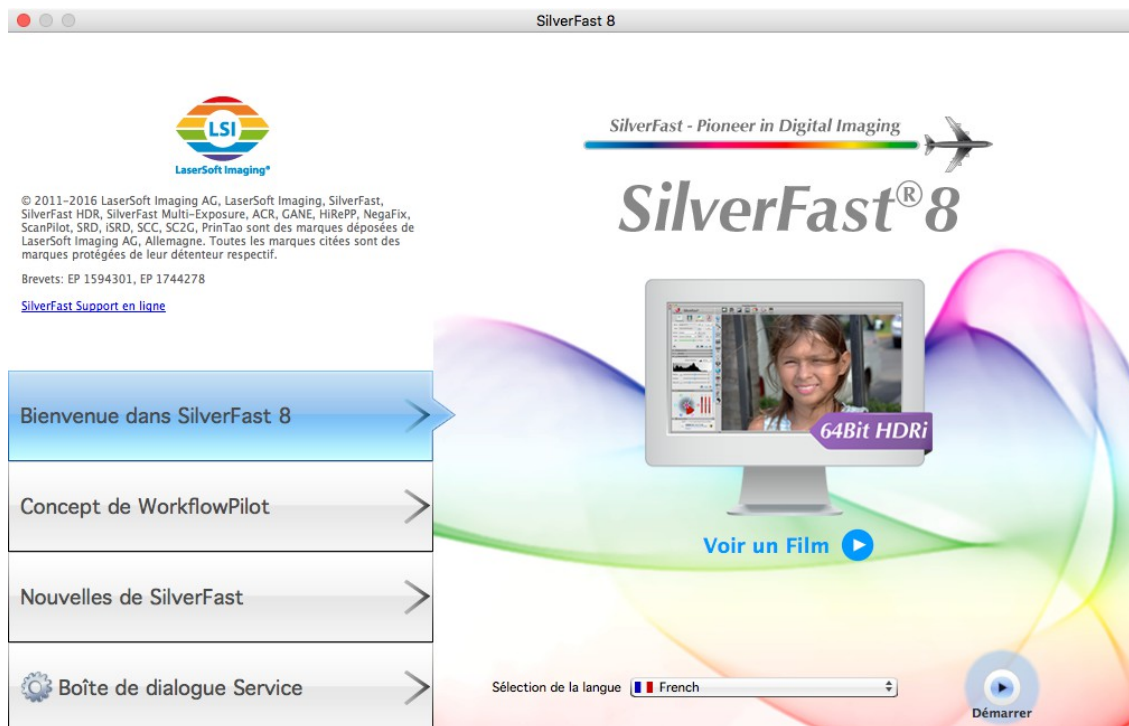 SilverFast 8
LSI
LaserSoft Imaging®
© 2011-2016 LaserSoft Imaging AG, LaserSoft Imaging, SilverFast,
SilverFast HDR, SilverFast Multi-Exposure, ACR, GANE, HiRePP, NegaFix,
ScanPilot, SRD, iSRD, SCC, SC2G, PrinTao sont des marques déposées de
LaserSoft Imaging AG, Allemagne. Toutes les marques citées sont des
marques protégées de leur détenteur respectif.
Brevets: EP 1594301, EP 1744278
SilverFast Support en ligne
Bienvenue dans SilverFast 8
Concept de WorkflowPilot
Nouvelles de SilverFast
Boîte de dialogue Service
SilverFast - Pioneer in Digital Imaging
SilverFast®8
64Bit HDRi
Voir un Film
Sélection de la langue French
Démarrer